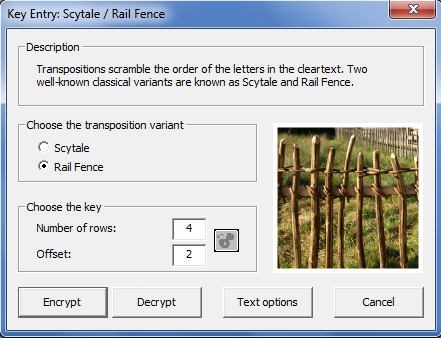 Key Entry: Scytale / Rail Fence
Description
Transpositions scramble the order of the letters in the cleartext. Two
well-known classical variants are known as Scytale and Rail Fence.
Choose the transposition variant
Scytale
Rail Fence
Choose the key
Number of rows: 4
Offset: 2
Encrypt Decrypt Text options Cancel